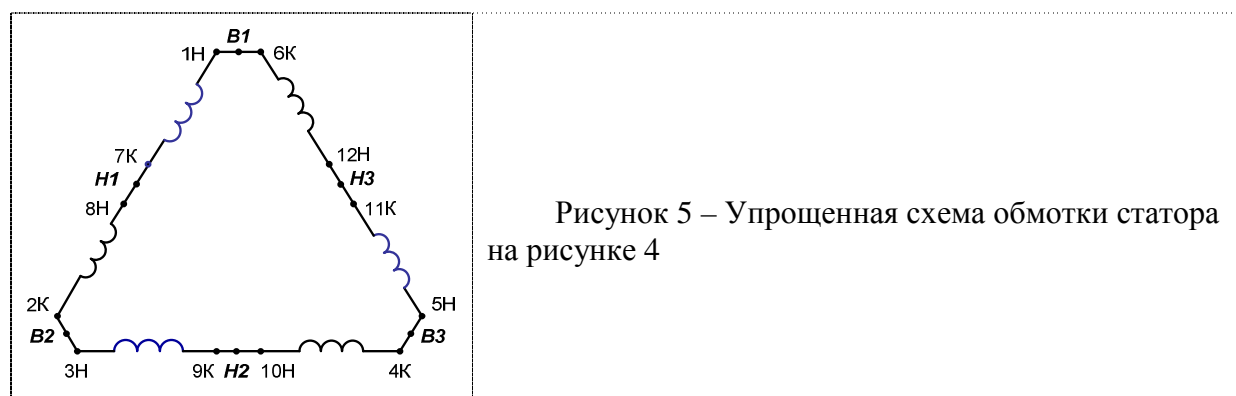 В1
1Н 6К
7К 12Н
Н1 Н3
8Н 11К
2К 5Н
В2 В3
3Н 9К Н2 10Н 4К
Рисунок 5 – Упрощенная схема обмотки статора
на рисунке 4